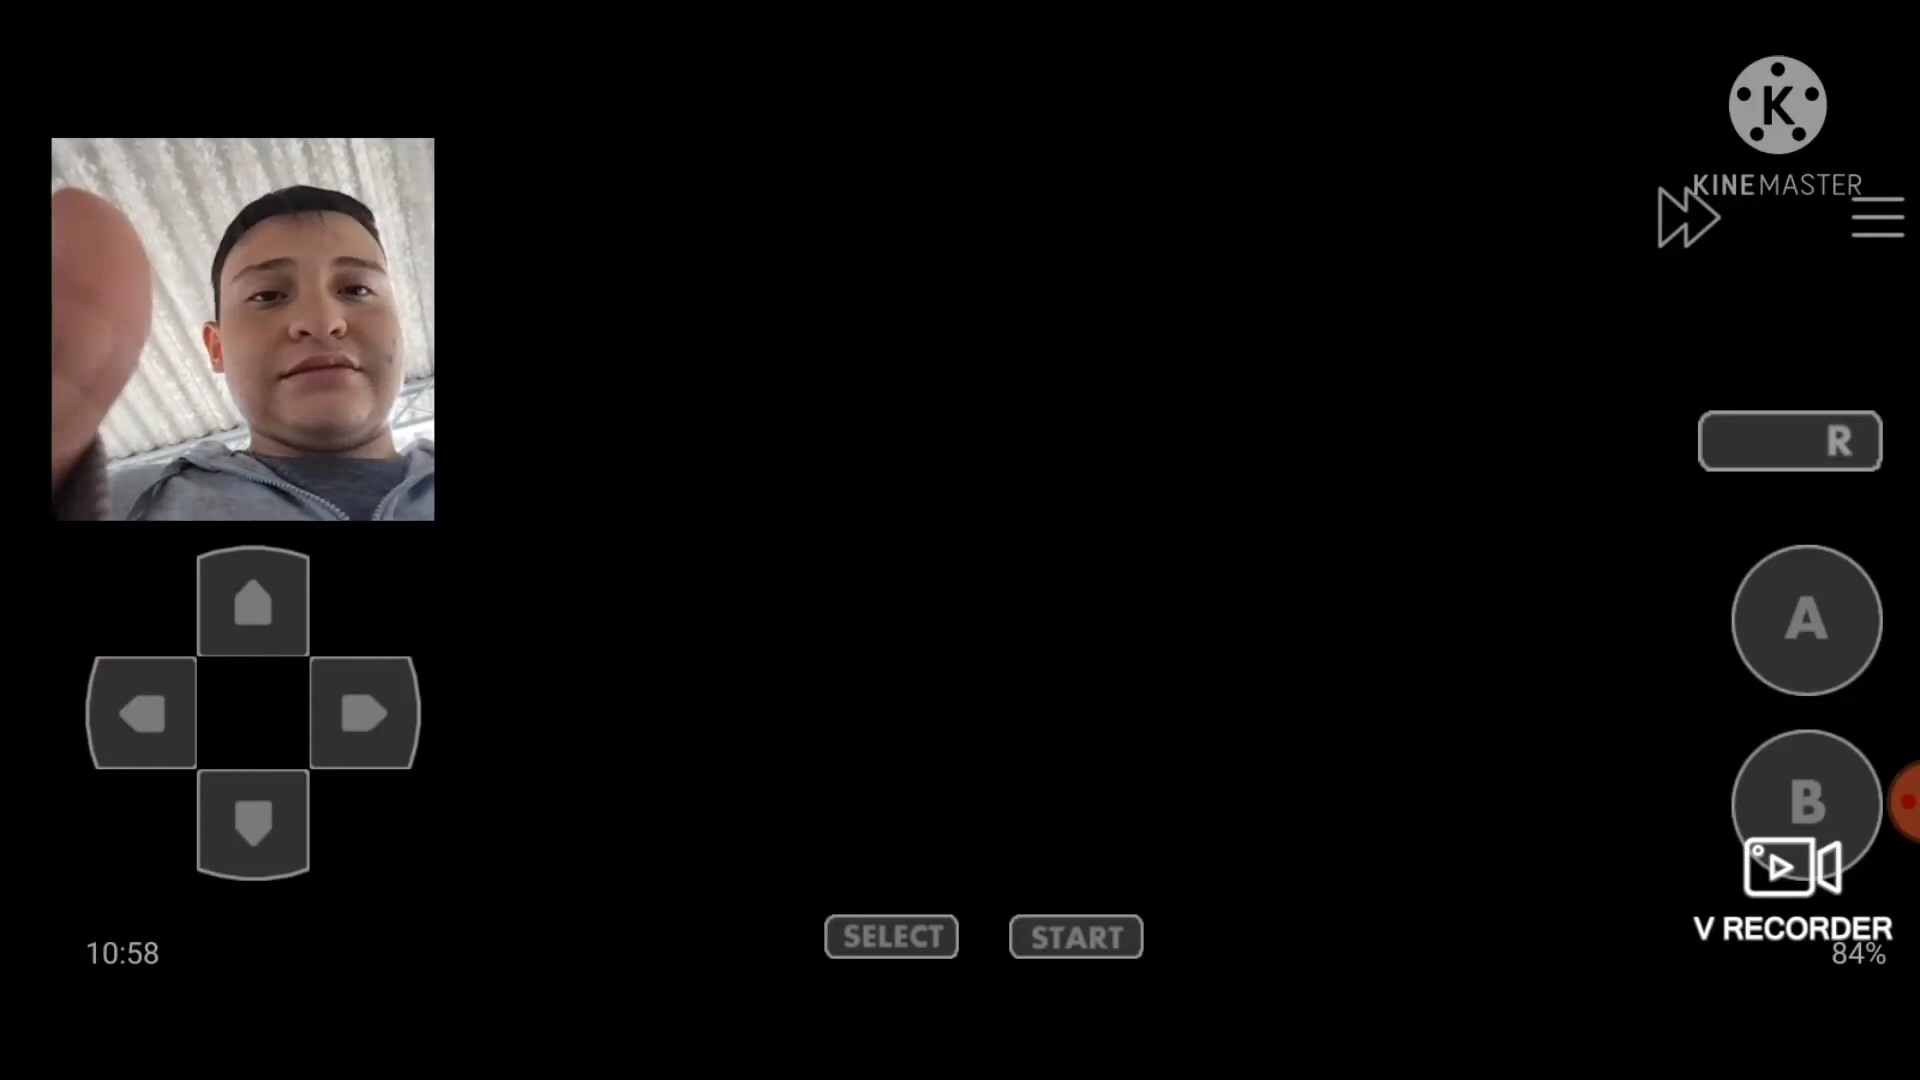 K
KINEMASTER
R
A
B
SELECT
START
V RECORDER
10:58
84%